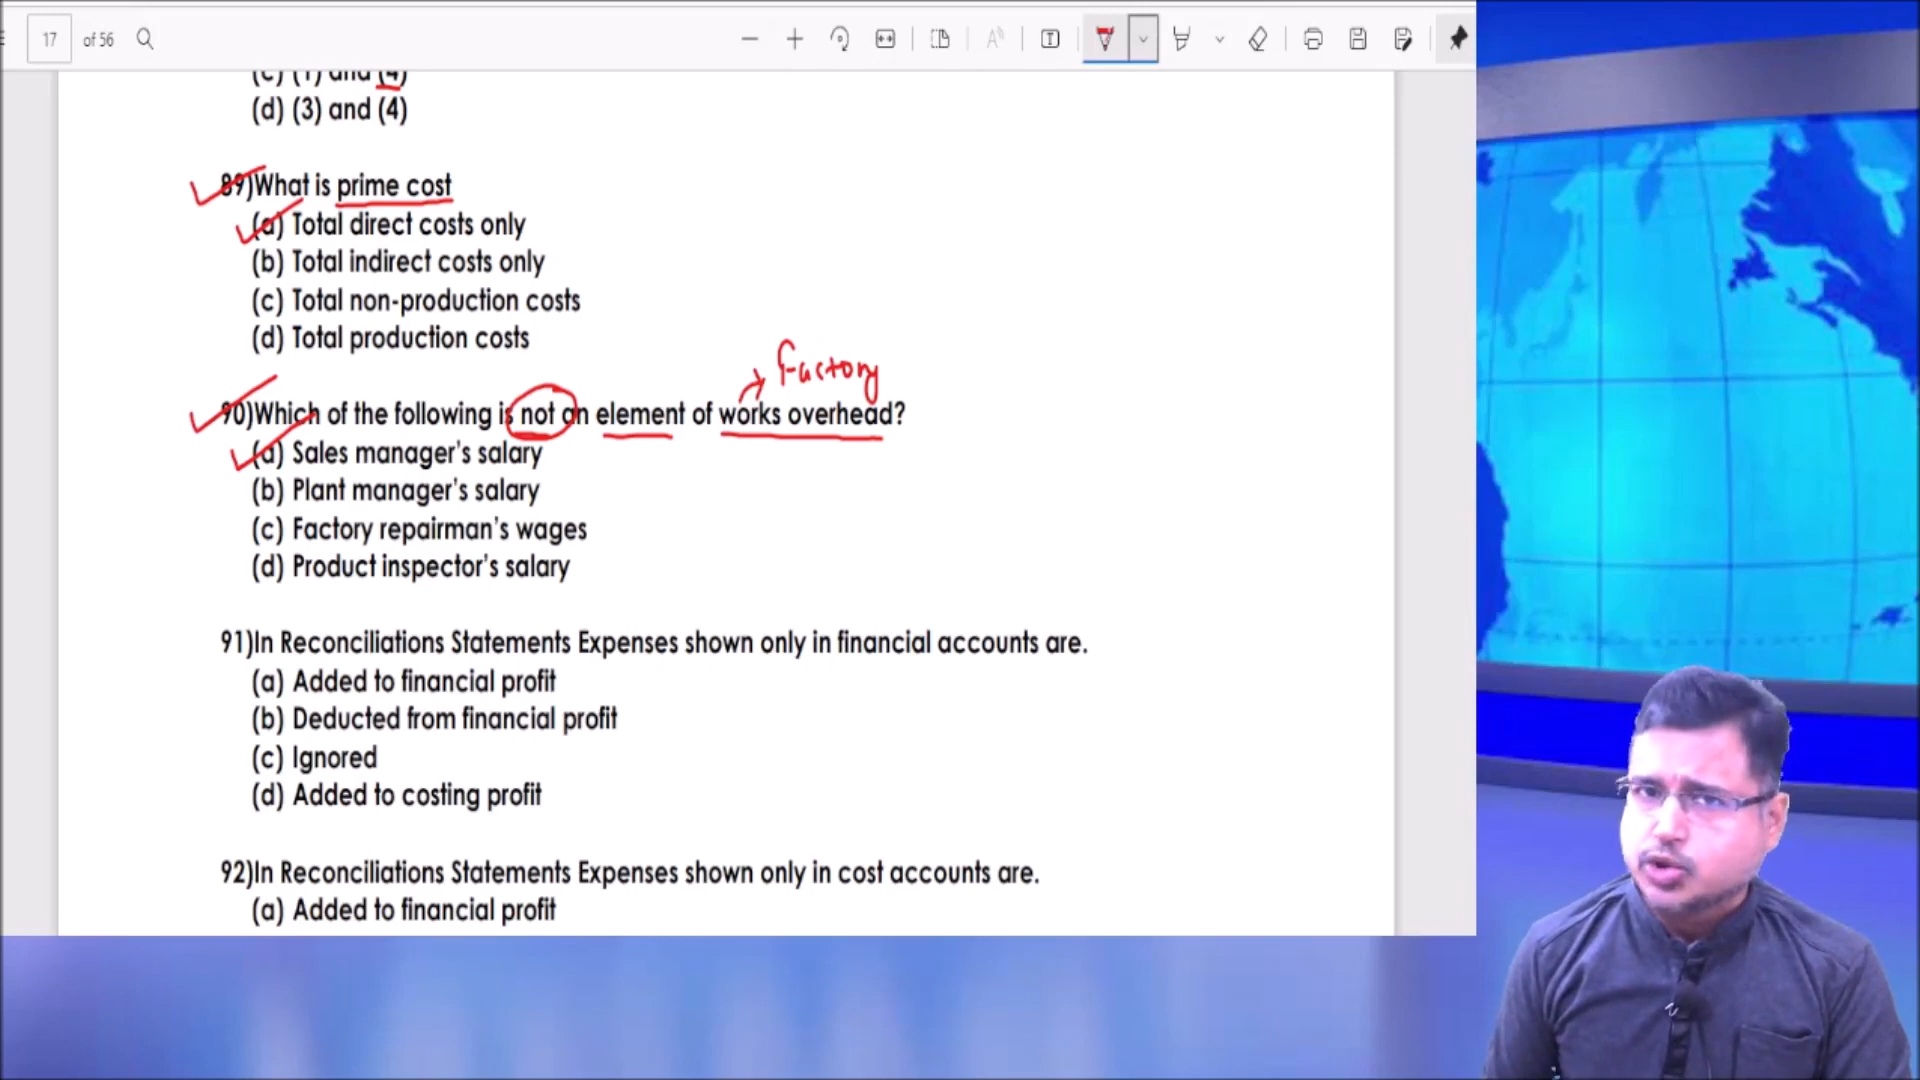 17 of 56
(c) (1) and (4)
(d) (3) and (4)
89)What is prime cost
(a) Total direct costs only
(b) Total indirect costs only
(c) Total non-production costs
(d) Total production costs
Factory
90)Which of the following is not an element of works overhead?
(a) Sales manager's salary
(b) Plant manager's salary
(c) Factory repairman's wages
(d) Product inspector's salary
91)In Reconciliations Statements Expenses shown only in financial accounts are.
(a) Added to financial profit
(b) Deducted from financial profit
(c) Ignored
(d) Added to costing profit
92)In Reconciliations Statements Expenses shown only in cost accounts are.
(a) Added to financial profit